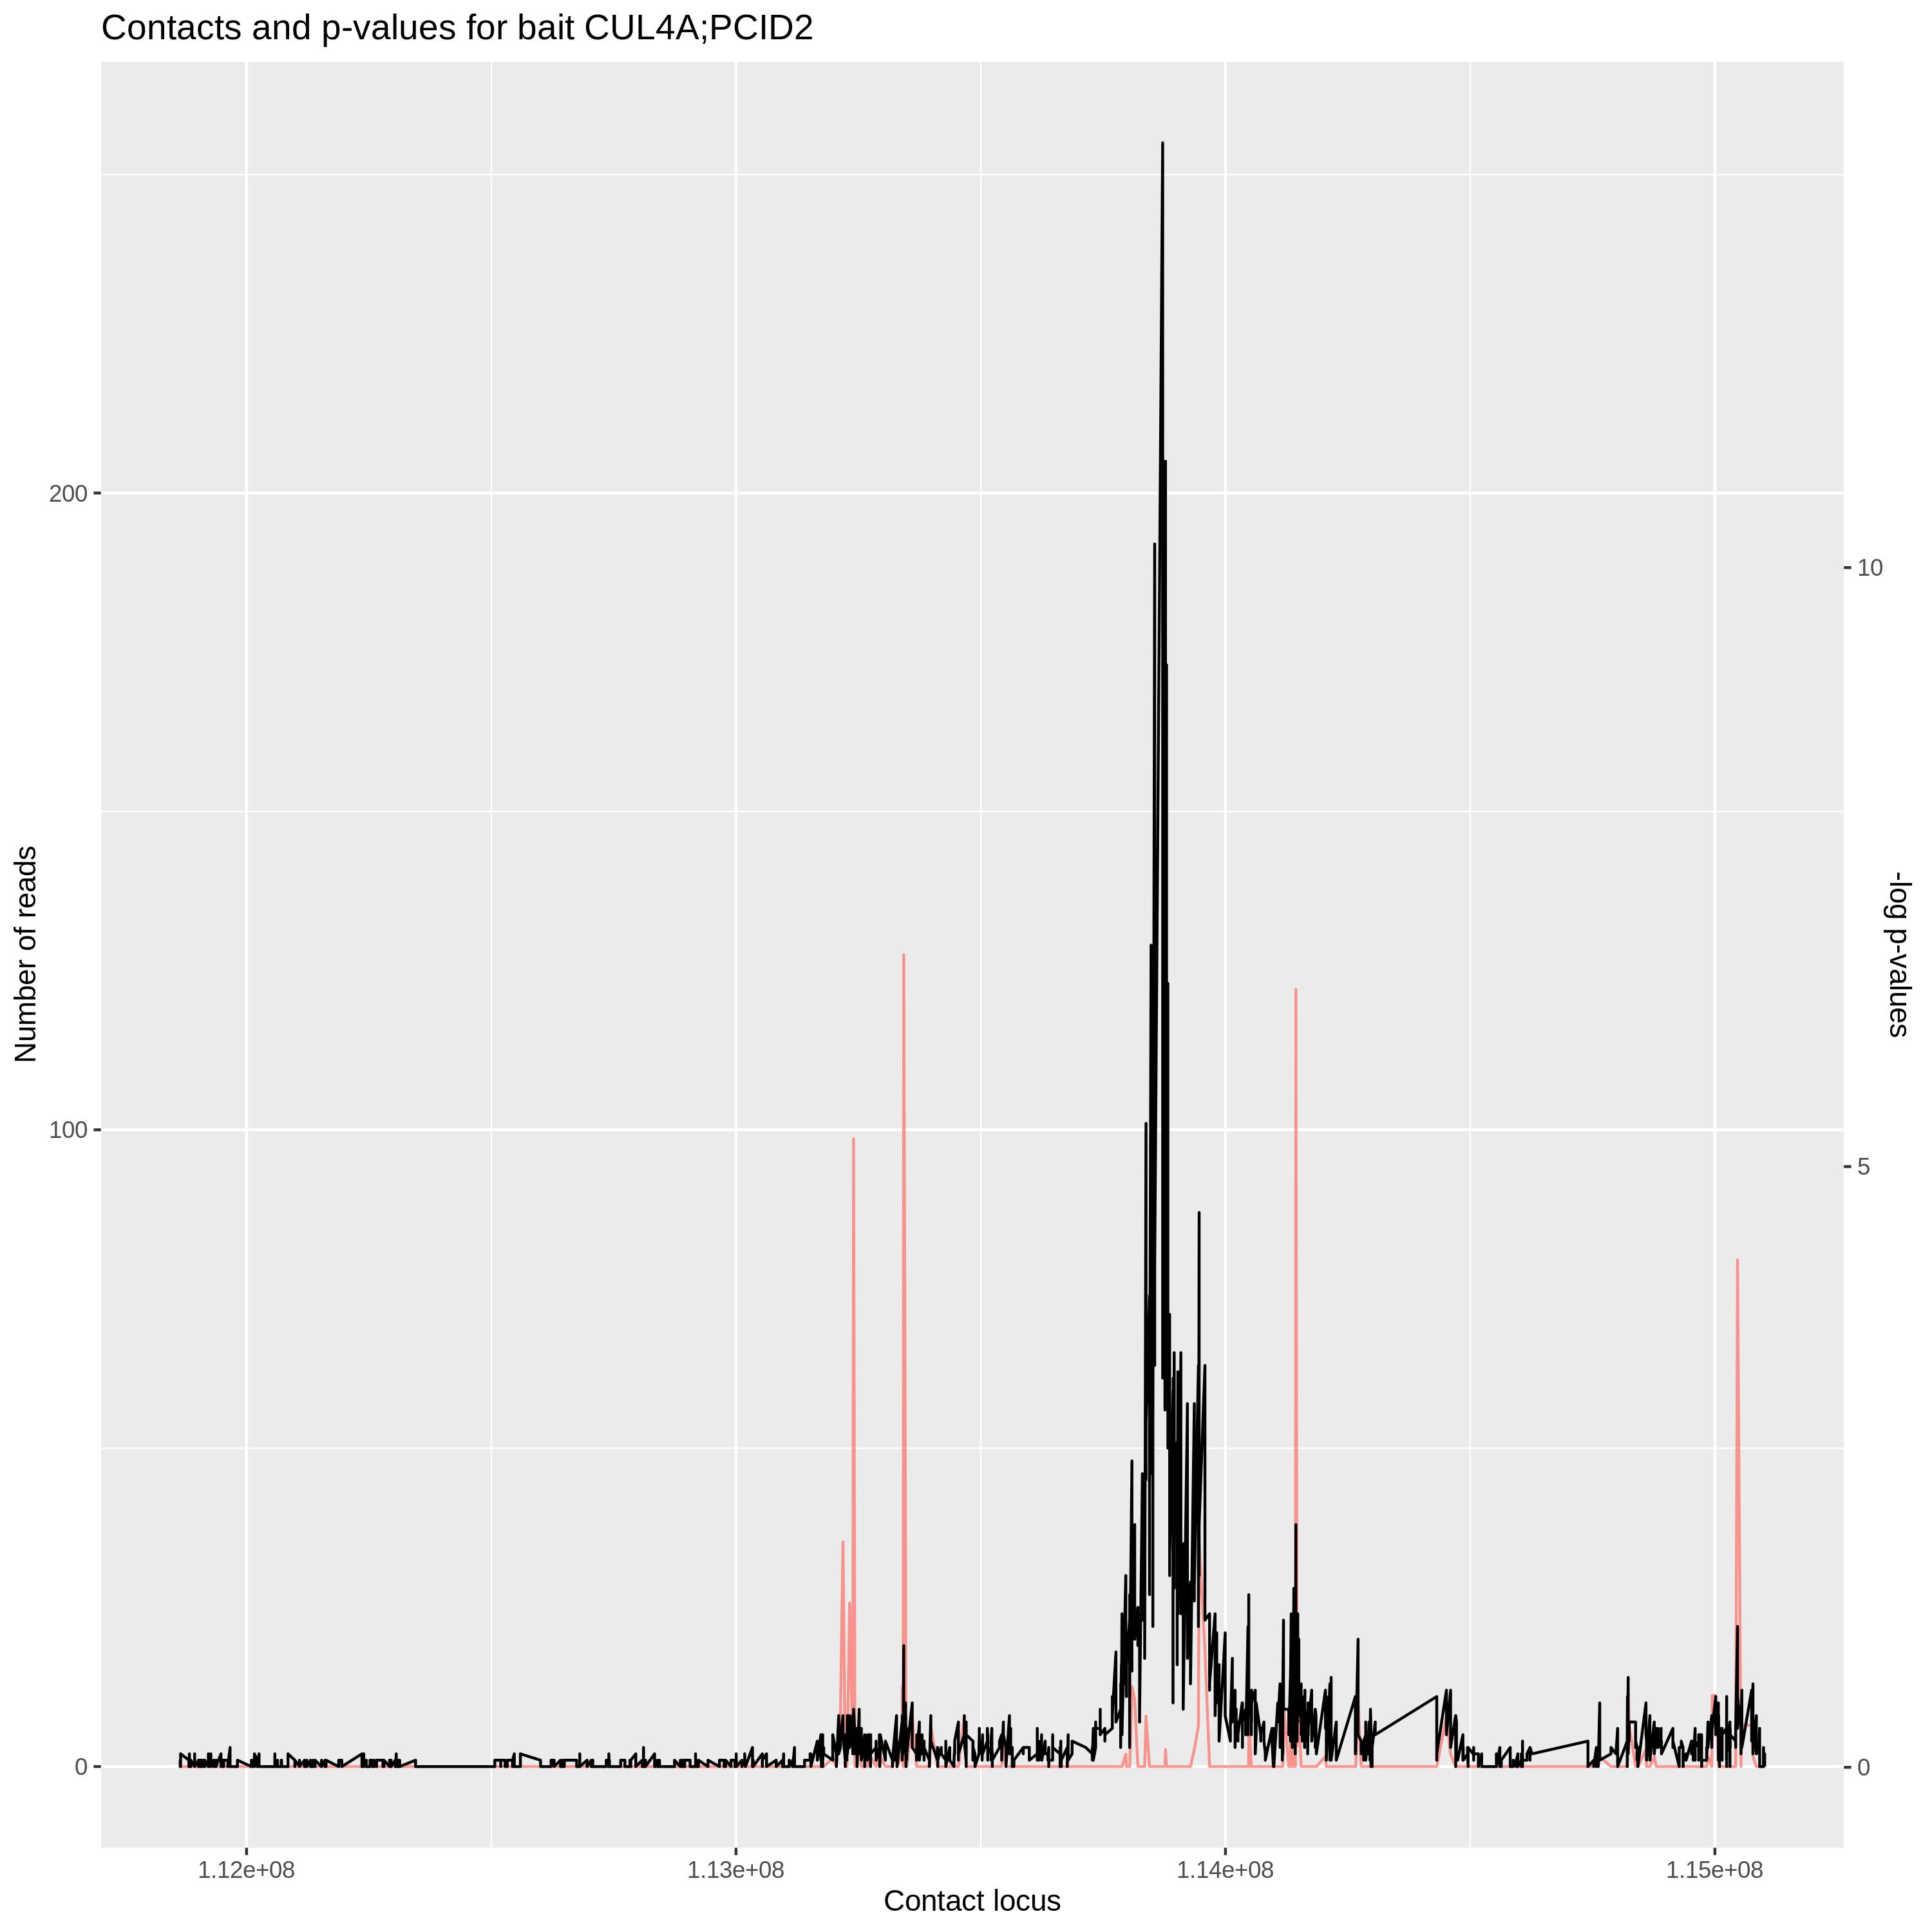 Contacts and p-values for bait CUL4A;PCID2
Number of reads
200
100
0
10
5
0
-log p-values
1.12e+08
1.13e+08
1.14e+08
1.15e+08
Contact locus